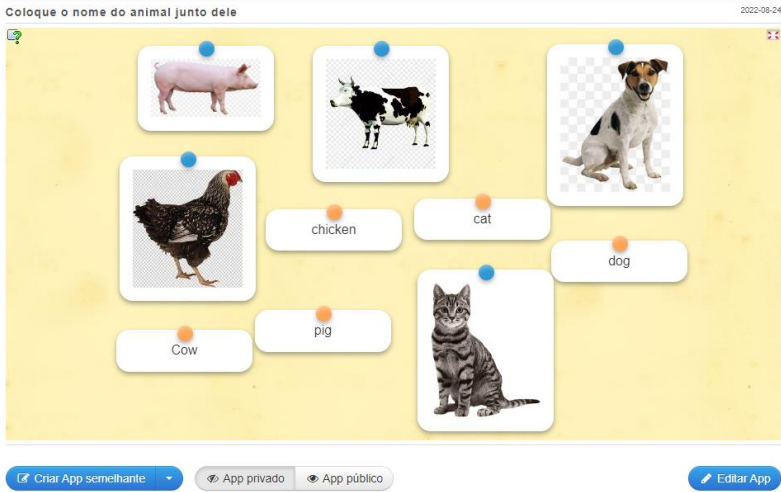 Coloque o nome do animal junto dele
2022-08-24
chicken
cat
dog
pig
Cow
Criar App semelhante
App privado
App público
Editar App